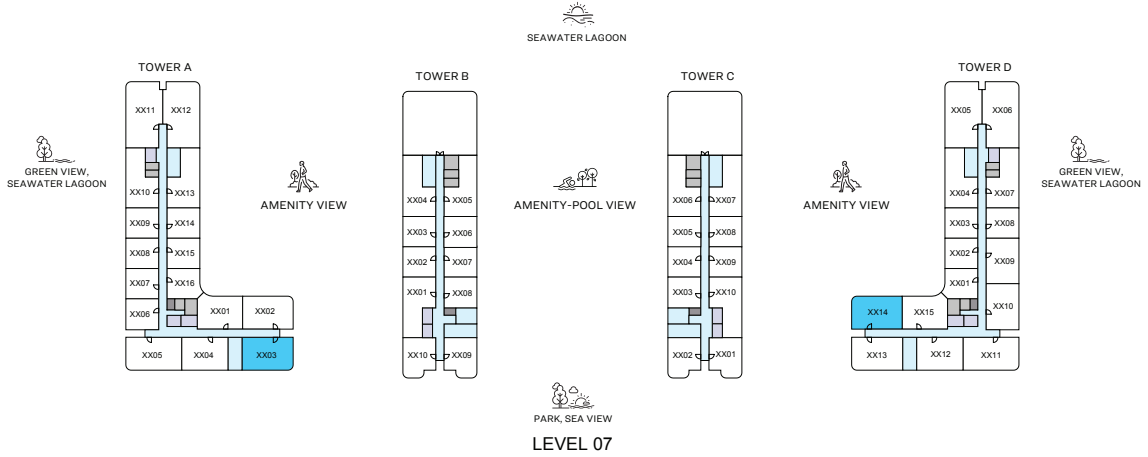 SEAWATER LAGOON
TOWER A
TOWER B
TOWER C
TOWER D
GREEN VIEW,
SEAWATER LAGOON
AMENITY VIEW
AMENITY-POOL VIEW
AMENITY VIEW
GREEN VIEW,
SEAWATER LAGOON
XX11 XX12
XX10 XX13
XX09 XX14
XX08 XX15
XX07 XX16
XX06 XX01 XX02
XX05 XX04 XX03
XX04 XX05
XX03 XX06
XX02 XX07
XX01 XX08
XX10 XX09
XX06 XX07
XX05 XX08
XX04 XX09
XX03 XX10
XX02 XX01
XX05 XX06
XX04 XX07
XX03 XX08
XX02 XX09
XX01
XX14 XX15 XX10
XX13 XX12 XX11
PARK, SEA VIEW
LEVEL 07